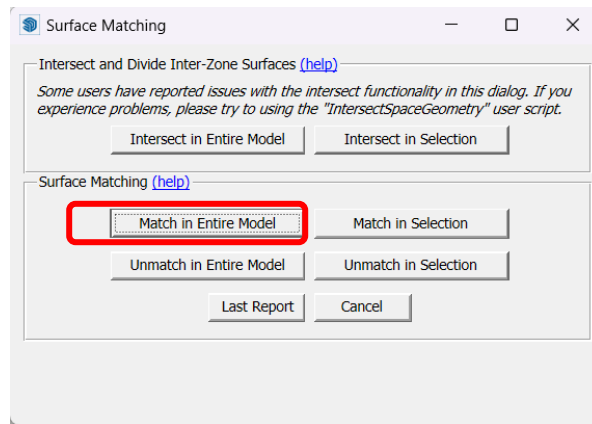 Surface Matching
Intersect and Divide Inter-Zone Surfaces (help)
Some users have reported issues with the intersect functionality in this dialog. If you
experience problems, please try to using the "IntersectSpaceGeometry" user script.
Intersect in Entire Model Intersect in Selection
Surface Matching (help)
Match in Entire Model Match in Selection
Unmatch in Entire Model Unmatch in Selection
Last Report Cancel